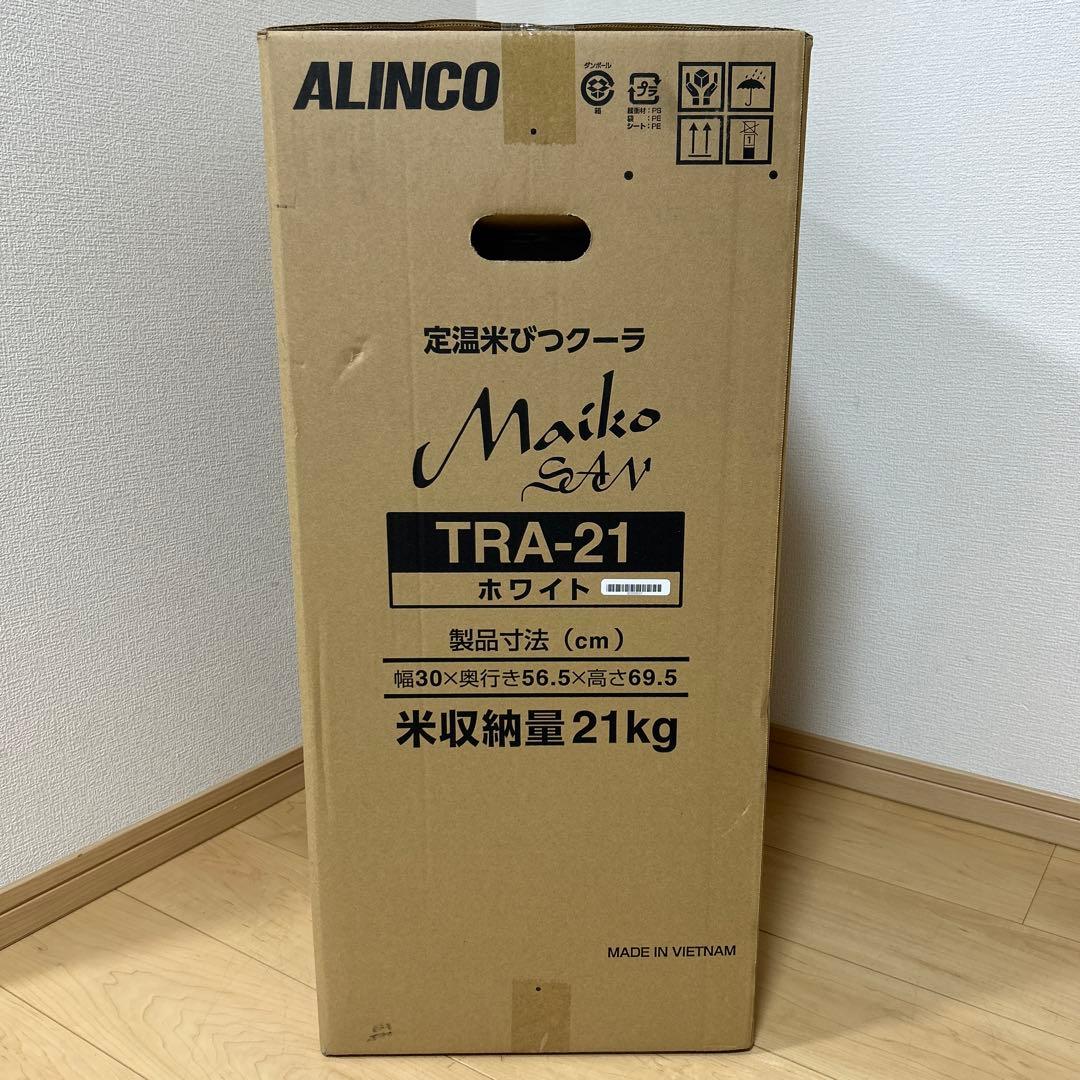 ALINCO
ダンボール
箱
プラ
緩衝材：PS
袋　：PE
シート：PE
1
定温米びつクーラ
Maiko
SAN
TRA-21
ホワイト
製品寸法（cm）
幅30×奥行き56.5×高さ69.5
米収納量21kg
MADE IN VIETNAM